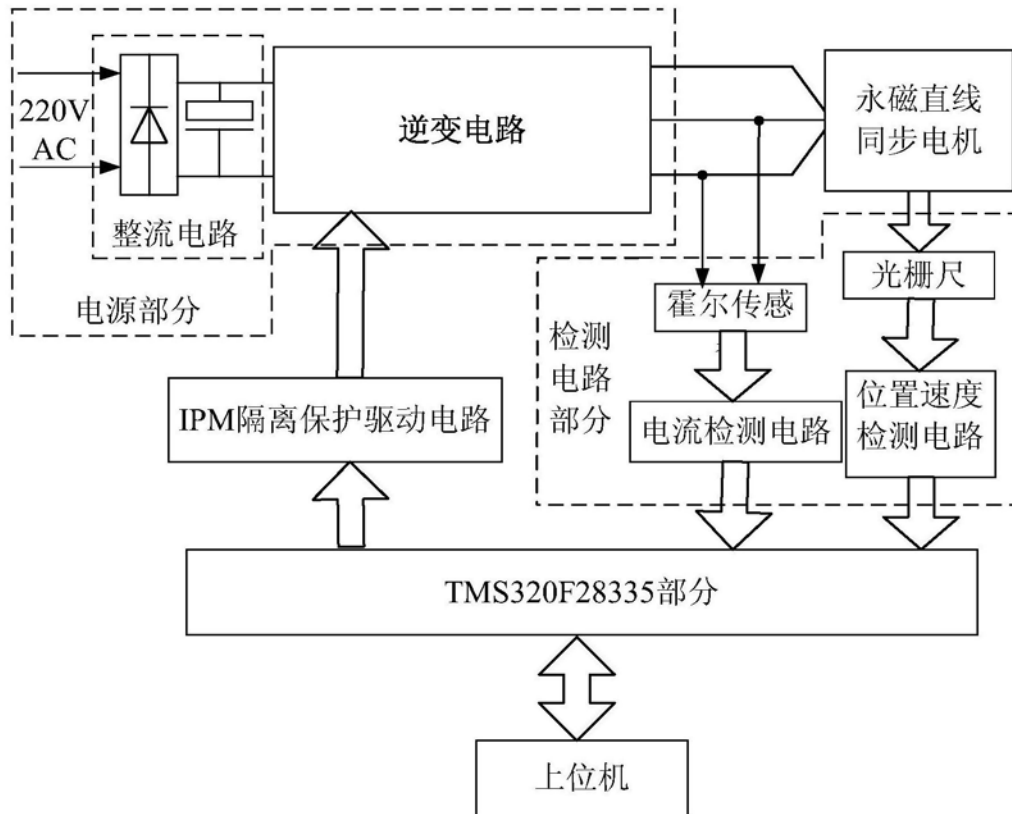 220V
AC
整流电路
电源部分
逆变电路
永磁直线
同步电机
霍尔传感
光栅尺
检测
电路
部分
电流检测电路
位置速度
检测电路
IPM隔离保护驱动电路
TMS320F28335部分
上位机